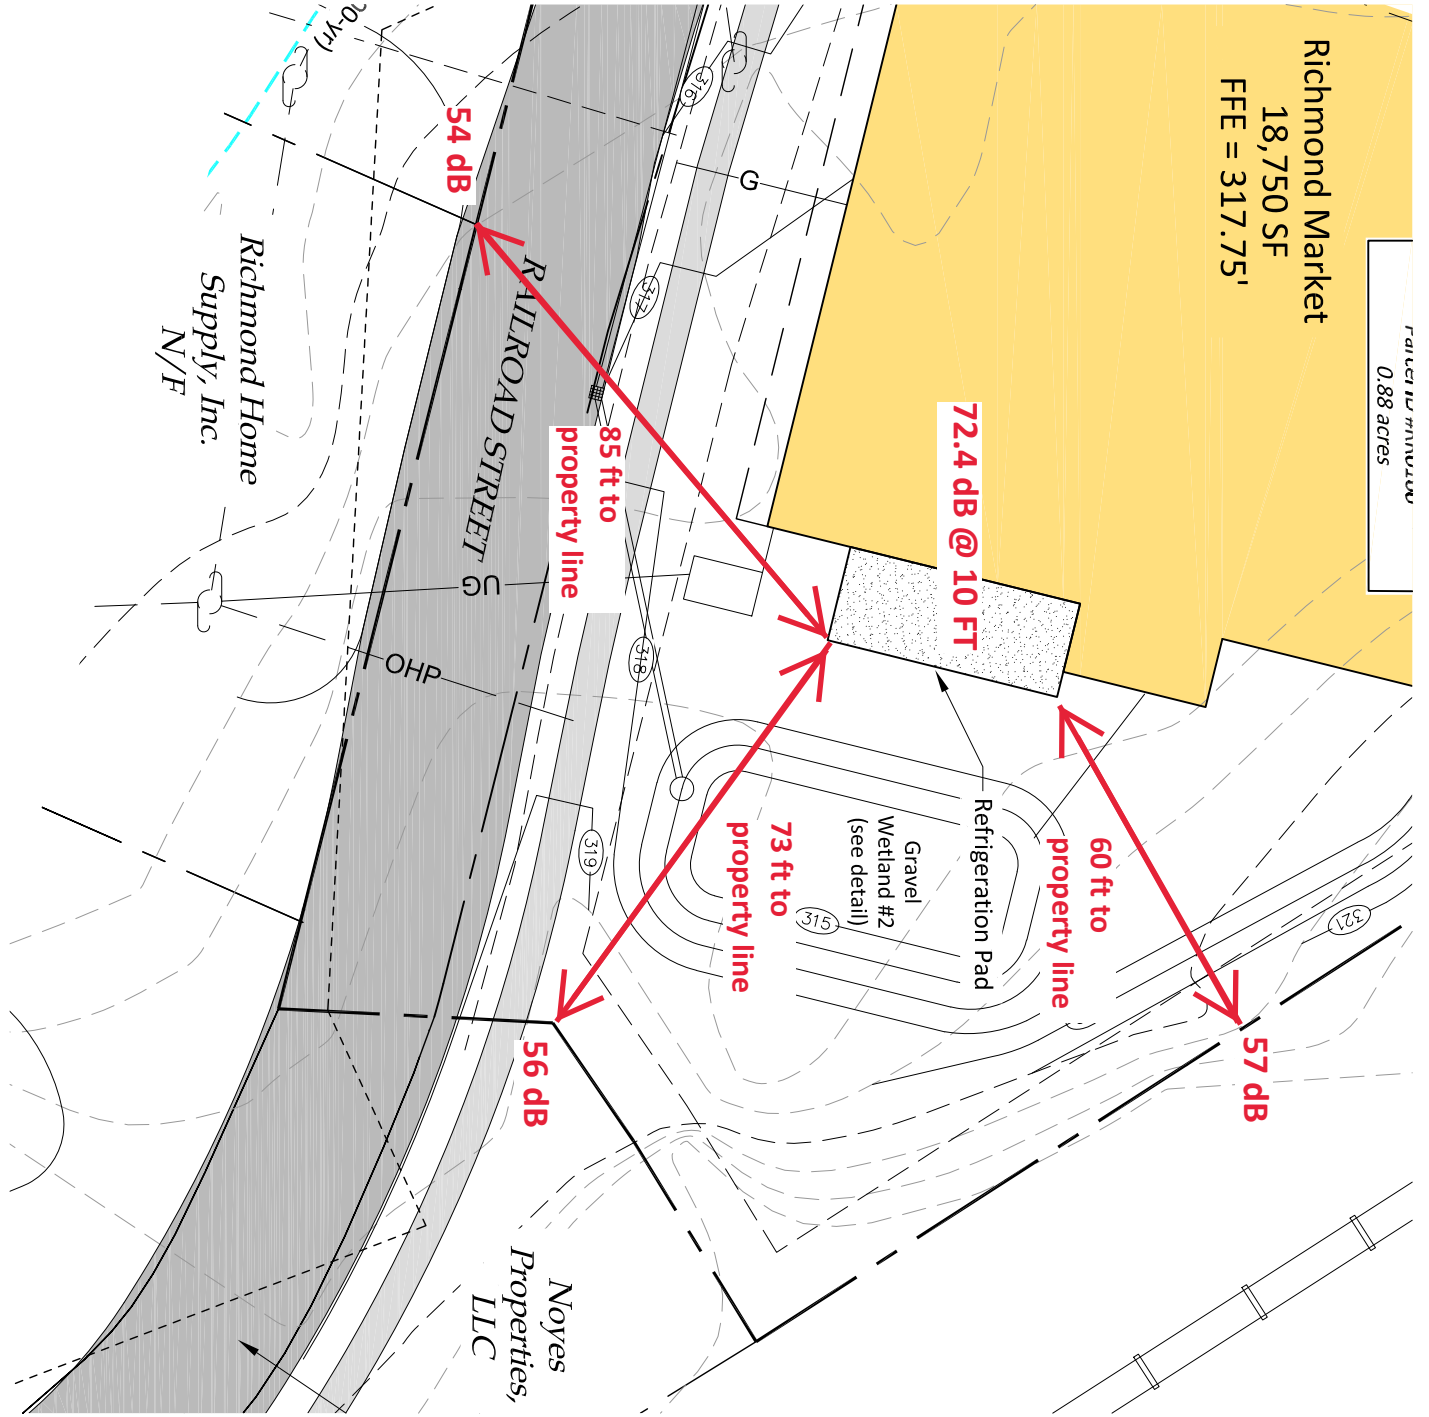 Richmond Market
18,750 SF
FFE = 317.75'
0.88 acres
00-yr)
54 dB
316
G
317
RAILROAD STREET
Richmond Home
Supply, Inc.
N/F
85 ft to
property line
72.4 dB @ 10 FT
UG
OHP
318
319
73 ft to
property line
Gravel
Wetland #2
(see detail)
315
Refrigeration Pad
60 ft to
property line
321
57 dB
56 dB
Noyes
Properties,
LLC